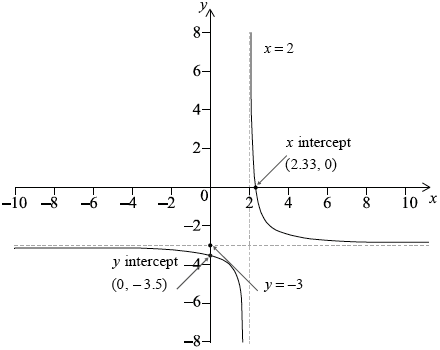 y
8
x = 2
6
4
x intercept
2
(2.33, 0)
−10 −8 −6 −4 −2 0 2 4 6 8 10 x
−2
y intercept −4
(0, −3.5) y = −3
−6
−8